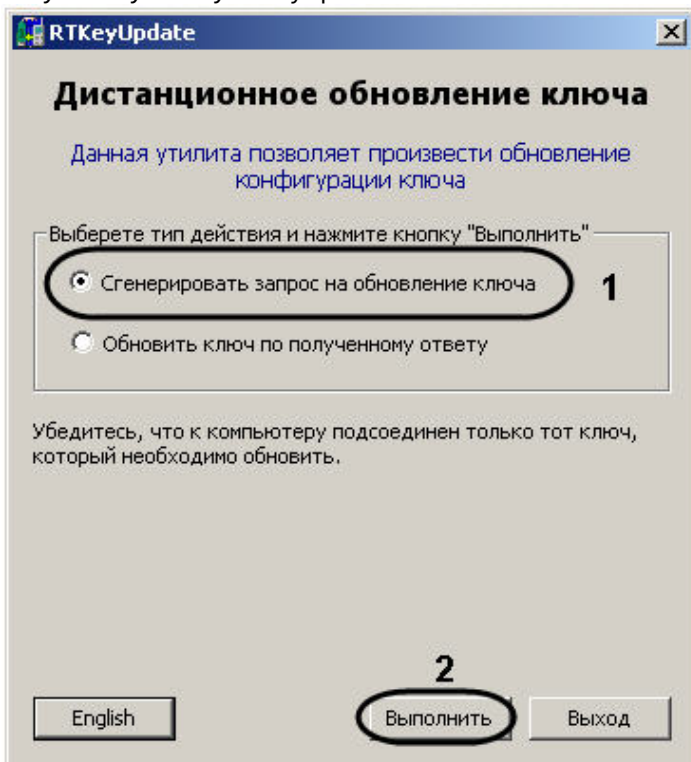 RTKeyUpdate
Дистанционное обновление ключа
Данная утилита позволяет произвести обновление
конфигурации ключа
Выберете тип действия и нажмите кнопку "Выполнить"
Сгенерировать запрос на обновление ключа
1
Обновить ключ по полученному ответу
Убедитесь, что к компьютеру подсоединен только тот ключ,
который необходимо обновить.
2
English
Выполнить
Выход